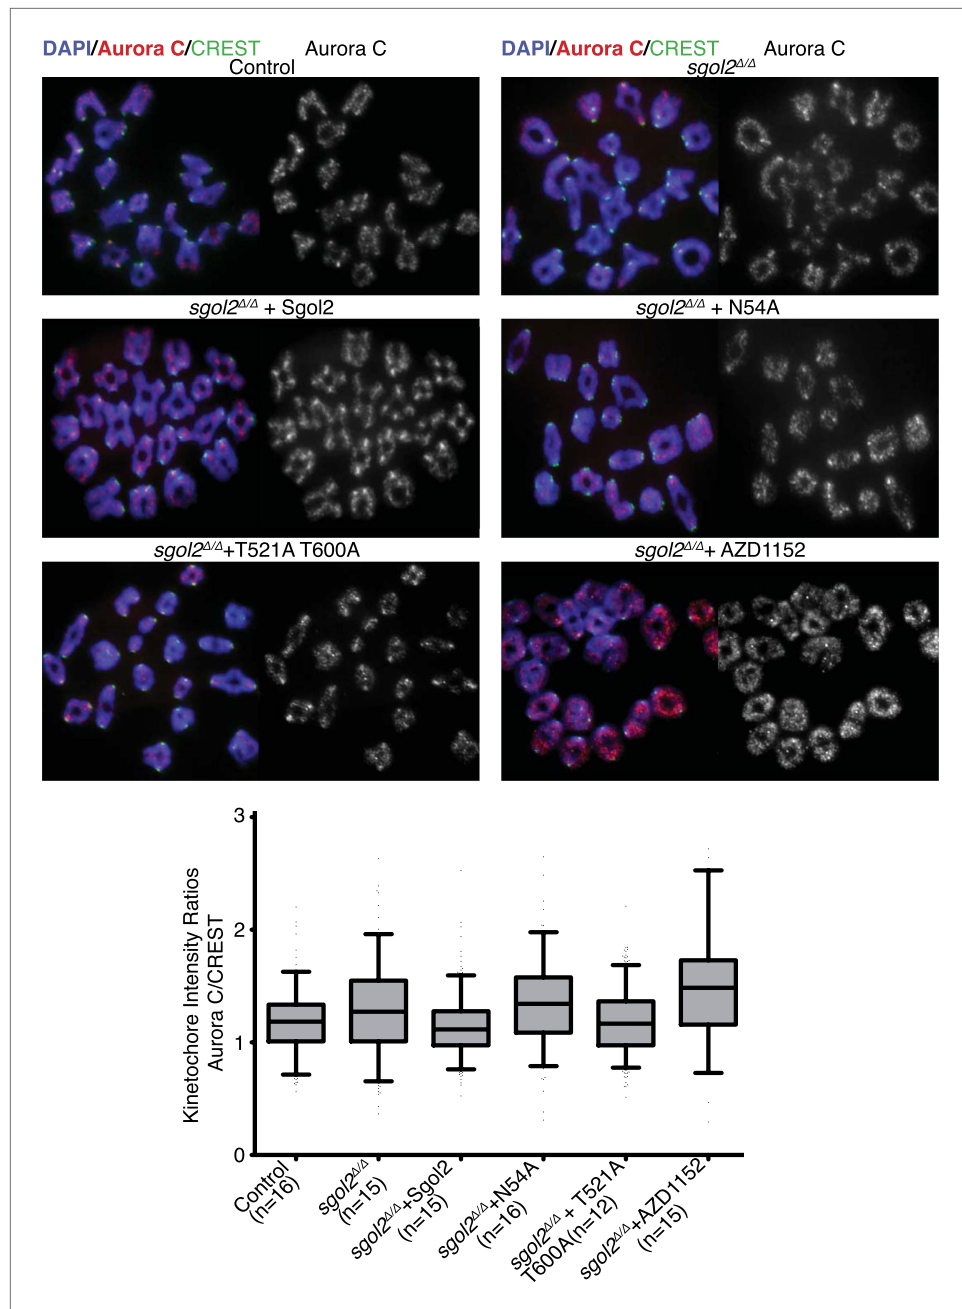 DAPI/Aurora C/CREST Aurora C
Control
DAPI/Aurora C/CREST Aurora C
sgol2Δ/Δ
sgol2Δ/Δ + Sgol2
sgol2Δ/Δ + N54A
sgol2Δ/Δ+T521A T600A
sgol2Δ/Δ+ AZD1152
Kinetochore Intensity Ratios
Aurora C/CREST
3
2
1
0
Control
(n=16)
sgol2Δ/Δ
(n=15)
sgol2Δ/Δ+Sgol2
(n=15)
sgol2Δ/Δ+N54A
(n=16)
sgol2Δ/Δ + T521A
T600A(n=12)
sgol2Δ/Δ+AZD1152
(n=15)